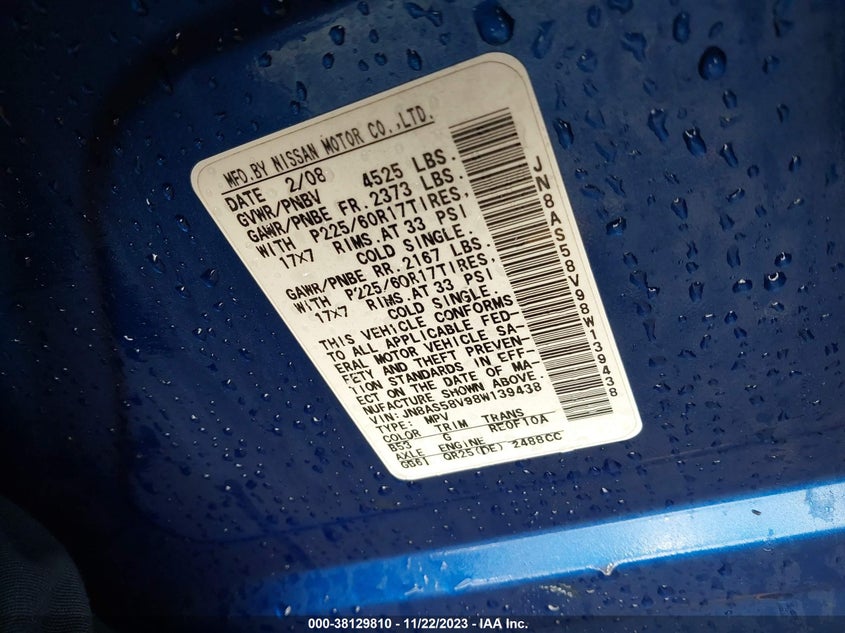 MFD.BY NISSAN MOTOR CO.,LTD.
DATE 2/08
GVWR/PNBV 4525 LBS.
GAWR/PNBE FR. 2373 LBS.
WITH P225/60R17TIRES,
17X7 RIMS.AT 33 PSI
COLD SINGLE.
GAWR/PNBE RR. 2167 LBS.
WITH P225/60R17TIRES,
17X7 RIMS.AT 33 PSI
COLD SINGLE.
THIS VEHICLE CONFORMS
TO ALL APPLICABLE FED-
ERAL MOTOR VEHICLE SA-
FETY AND THEFT PREVEN-
TION STANDARDS IN EFF-
ECT ON THE DATE OF MA-
NUFACTURE SHOWN ABOVE.
VIN: JN8AS58V98W139438
TYPE: MPV
COLOR TRIM TRANS
B53 G RE0F10A
AXLE ENGINE
QR25(DE) 2488CC
JN8AS58V98W139438
000-38129810 - 11/22/2023 - IAA Inc.